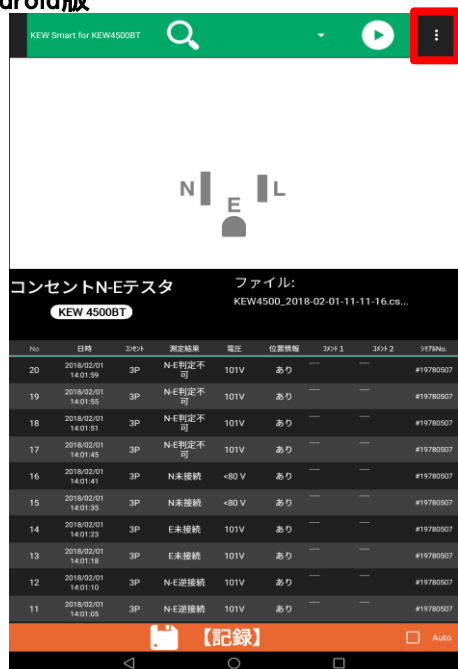 droid版
KEW Smart for KEW4500BT
N E L
コンセントN-Eテスタ
KEW 4500BT
ファイル:
KEW4500_2018-02-01-11-11-16.cs...
No 日時 コンセント 測定結果 電圧 位置情報 コメント1 コメント2 シリアルNo.
20 2018/02/01 14:01:59 3P N-E判定不可 101V あり — — #19780507
19 2018/02/01 14:01:55 3P N-E判定不可 101V あり — — #19780507
18 2018/02/01 14:01:51 3P N-E判定不可 101V あり — — #19780507
17 2018/02/01 14:01:45 3P N-E判定不可 101V あり — — #19780507
16 2018/02/01 14:01:41 3P N未接続 <80 V あり — — #19780507
15 2018/02/01 14:01:35 3P N未接続 <80 V あり — — #19780507
14 2018/02/01 14:01:23 3P E未接続 101V あり — — #19780507
13 2018/02/01 14:01:18 3P E未接続 101V あり — — #19780507
12 2018/02/01 14:01:10 3P N-E逆接続 101V あり — — #19780507
11 2018/02/01 14:01:05 3P N-E逆接続 101V あり — — #19780507
【記録】
Auto